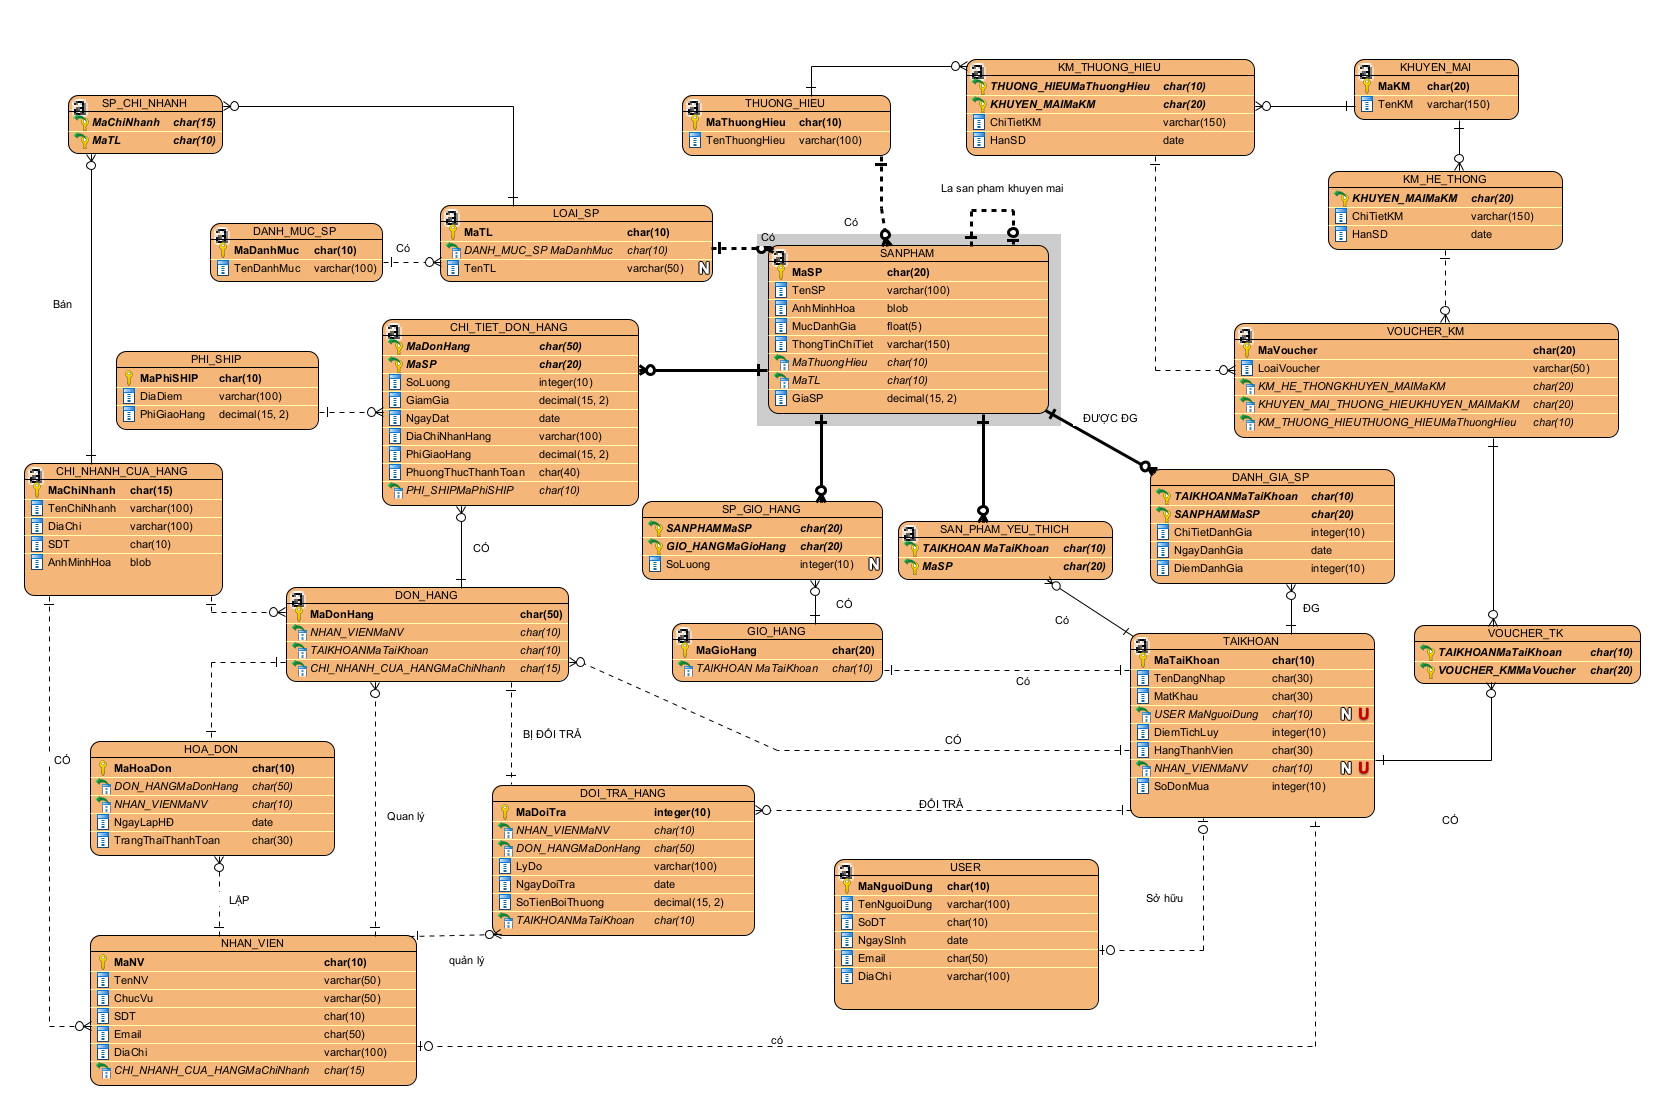 SP_CHI_NHANH
MaChiNhanh char(15)
MaTL char(10)
THUONG_HIEU
MaThuongHieu char(10)
TenThuongHieu varchar(100)
KM_THUONG_HIEU
THUONG_HIEUMaThuongHieu char(10)
KHUYEN_MAIMaKM char(20)
ChiTietKM varchar(150)
HanSD date
KHUYEN_MAI
MaKM char(20)
TenKM varchar(150)
KM_HE_THONG
KHUYEN_MAIMaKM char(20)
ChiTietKM varchar(150)
HanSD date
La san pham khuyen mai
Có
Có
Có
DANH_MUC_SP
MaDanhMuc char(10)
TenDanhMuc varchar(100)
LOAI_SP
MaTL char(10)
DANH_MUC_SP MaDanhMuc char(10)
TenTL varchar(50) N
SANPHAM
MaSP char(20)
TenSP varchar(100)
AnhMinhHoa blob
MucDanhGia float(5)
ThongTinChiTiet varchar(150)
MaThuongHieu char(10)
MaTL char(10)
GiaSP decimal(15, 2)
Bán
CHI_TIET_DON_HANG
MaDonHang char(50)
MaSP char(20)
SoLuong integer(10)
GiamGia decimal(15, 2)
NgayDat date
DiaChiNhanHang varchar(100)
PhiGiaoHang decimal(15, 2)
PhuongThucThanhToan char(40)
PHI_SHIPMaPhiSHIP char(10)
PHI_SHIP
MaPhiSHIP char(10)
DiaDiem varchar(100)
PhiGiaoHang decimal(15, 2)
VOUCHER_KM
MaVoucher char(20)
LoaiVoucher varchar(50)
KM_HE_THONGKHUYEN_MAIMaKM char(20)
KHUYEN_MAI_THUONG_HIEUKHUYEN_MAIMaKM char(20)
KM_THUONG_HIEUTHUONG_HIEUMaThuongHieu char(10)
ĐƯỢC ĐG
CHI_NHANH_CUA_HANG
MaChiNhanh char(15)
TenChiNhanh varchar(100)
DiaChi varchar(100)
SDT char(10)
AnhMinhHoa blob
DANH_GIA_SP
TAIKHOANMaTaiKhoan char(10)
SANPHAMMaSP char(20)
ChiTietDanhGia integer(10)
NgayDanhGia date
DiemDanhGia integer(10)
SP_GIO_HANG
SANPHAMMaSP char(20)
GIO_HANGMaGioHang char(20)
SoLuong integer(10) N
SAN_PHAM_YEU_THICH
TAIKHOAN MaTaiKhoan char(10)
MaSP char(20)
CÓ
CÓ
Có
ĐG
DON_HANG
MaDonHang char(50)
NHAN_VIENMaNV char(10)
TAIKHOANMaTaiKhoan char(10)
CHI_NHANH_CUA_HANGMaChiNhanh char(15)
GIO_HANG
MaGioHang char(20)
TAIKHOAN MaTaiKhoan char(10)
Có
TAIKHOAN
MaTaiKhoan char(10)
TenDangNhap char(30)
MatKhau char(30)
USER MaNguoiDung char(10) N U
DiemTichLuy integer(10)
HangThanhVien char(30)
NHAN_VIENMaNV char(10) N U
SoDonMua integer(10)
VOUCHER_TK
TAIKHOANMaTaiKhoan char(10)
VOUCHER_KMMaVoucher char(20)
BỊ ĐỔI TRẢ
CÓ
CÓ
HOA_DON
MaHoaDon char(10)
DON_HANGMaDonHang char(50)
NHAN_VIENMaNV char(10)
NgayLapHĐ date
TrangThaiThanhToan char(30)
DOI_TRA_HANG
MaDoiTra integer(10)
NHAN_VIENMaNV char(10)
DON_HANGMaDonHang char(50)
LyDo varchar(100)
NgayDoiTra date
SoTienBoiThuong decimal(15, 2)
TAIKHOANMaTaiKhoan char(10)
ĐỔI TRẢ
Quan lý
CÓ
LẬP
USER
MaNguoiDung char(10)
TenNguoiDung varchar(100)
SoDT char(10)
NgaySInh date
Email char(50)
DiaChi varchar(100)
Sở hữu
NHAN_VIEN
MaNV char(10)
TenNV varchar(50)
ChucVu varchar(50)
SDT char(10)
Email char(50)
DiaChi varchar(100)
CHI_NHANH_CUA_HANGMaChiNhanh char(15)
quản lý
có